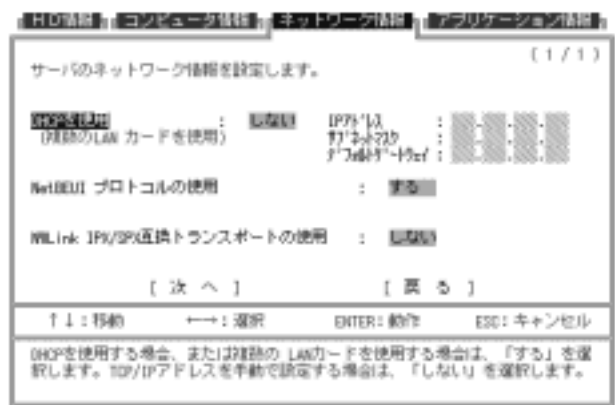 HD情報 コンピュータ情報 ネットワーク情報 アプリケーション情報
(1/1)
サーバのネットワーク情報を設定します。
DHCPを使用 : しない IPアドレス : . . .
(複数のLAN カードを使用) サブネットマスク : . . .
デフォルトゲートウェイ : . . .
NetBEUI プロトコルの使用 : する
NWLink IPX/SPX互換トランスポートの使用 : しない
[ 次 へ ] [ 戻 る ]
↑↓:移動 ←→:選択 ENTER:動作 ESC:キャンセル
DHCPを使用する場合、または複数の LANカードを使用する場合は、「する」を選
択します。TCP/IPアドレスを手動で設定する場合は、「しない」を選択します。